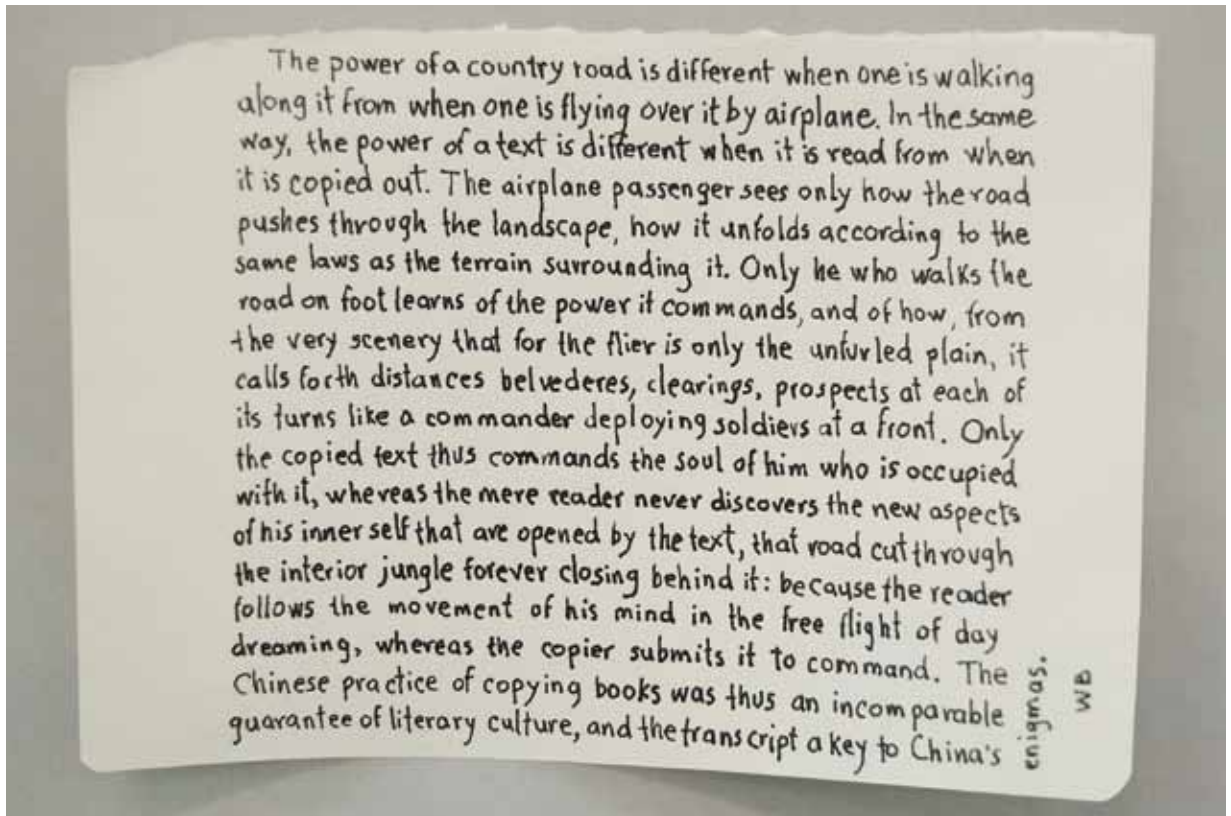 The power of a country road is different when one is walking
along it from when one is flying over it by airplane. In the same
way, the power of a text is different when it is read from when
it is copied out. The airplane passenger sees only how the road
pushes through the landscape, how it unfolds according to the
same laws as the terrain surrounding it. Only he who walks the
road on foot learns of the power it commands, and of how, from
the very scenery that for the flier is only the unfurled plain, it
calls forth distances belvederes, clearings, prospects at each of
its turns like a commander deploying soldiers at a front. Only
the copied text thus commands the soul of him who is occupied
with it, whereas the mere reader never discovers the new aspects
of his inner self that are opened by the text, that road cut through
the interior jungle forever closing behind it: because the reader
follows the movement of his mind in the free flight of day
dreaming, whereas the copier submits it to command. The
Chinese practice of copying books was thus an incomparable
guarantee of literary culture, and the transcript a key to China's
enigmas.
WB